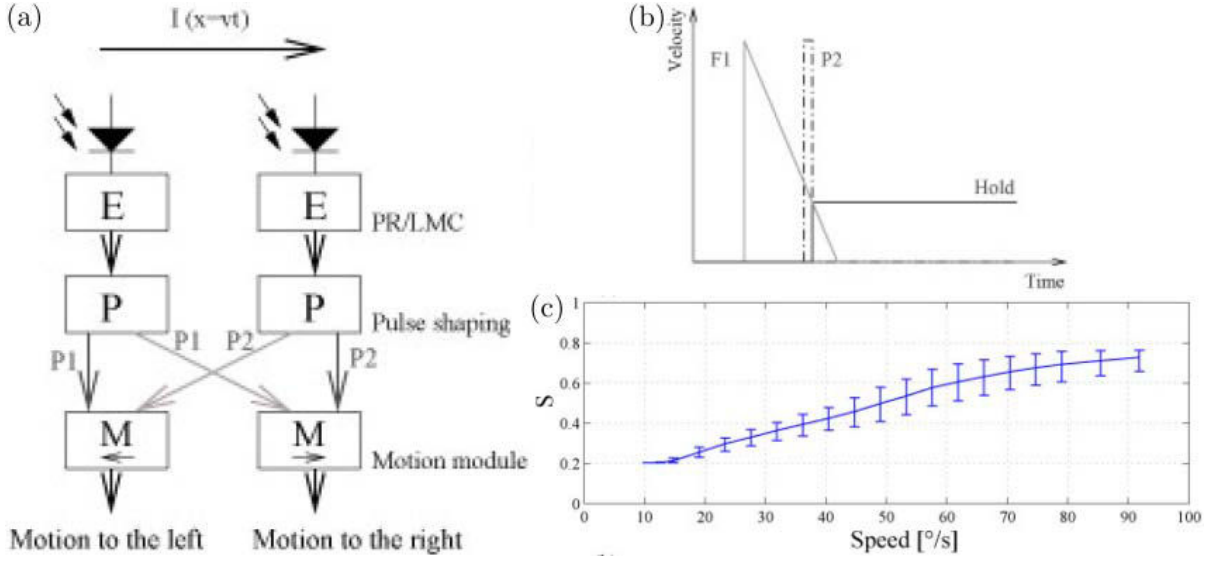 (a)
I (x=vt)
E E PR/LMC
P P Pulse shaping
P1 P1 P2 P2
M M Motion module
Motion to the left Motion to the right
(b)
Velocity
F1 P2
Hold
Time
(c)
1
0.8
0.6
0.4
0.2
0
S
0 10 20 30 40 50 60 70 80 90 100
Speed [°/s]